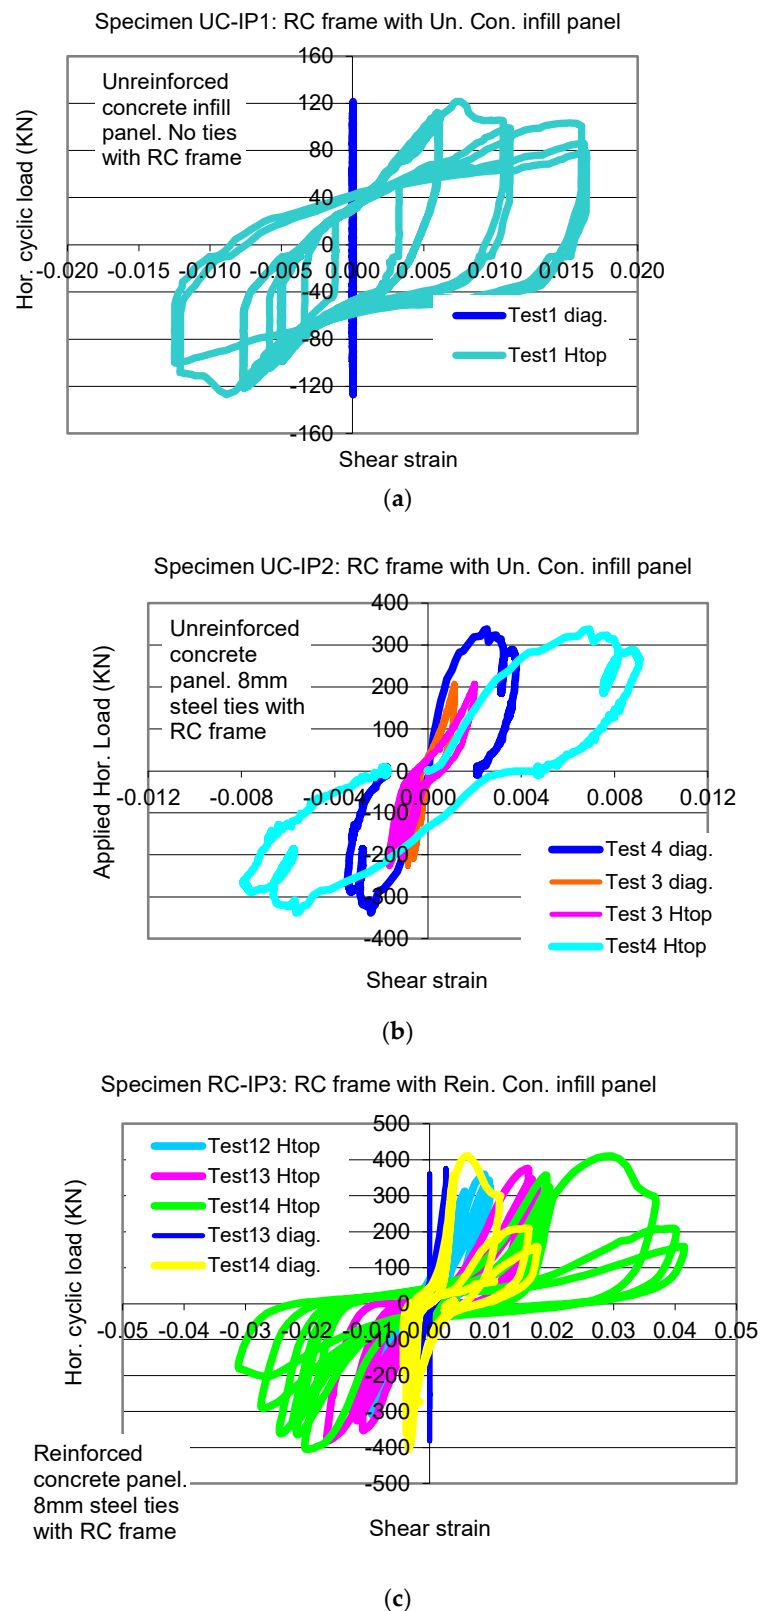 Specimen UC-IP1: RC frame with Un. Con. infill panel
160
120
80
40
0
-40
-80
-120
-160
Hor. cyclic load (KN)
Unreinforced
concrete infill
panel. No ties
with RC frame
-0.020 -0.015 -0.010 -0.005 0.000 0.005 0.010 0.015 0.020
Test1 diag.
Test1 Htop
Shear strain
(a)
Specimen UC-IP2: RC frame with Un. Con. infill panel
400
300
200
100
0
-100
-200
-300
-400
Applied Hor. Load (KN)
Unreinforced
concrete
panel. 8mm
steel ties with
RC frame
-0.012 -0.008 -0.004 0.000 0.004 0.008 0.012
Test 4 diag.
Test 3 diag.
Test 3 Htop
Test4 Htop
Shear strain
(b)
Specimen RC-IP3: RC frame with Rein. Con. infill panel
500
400
300
200
100
0
-100
-200
-300
-400
-500
Hor. cyclic load (KN)
Test12 Htop
Test13 Htop
Test14 Htop
Test13 diag.
Test14 diag.
-0.05 -0.04 -0.03 -0.02 -0.01 0.00 0.01 0.02 0.03 0.04 0.05
Reinforced
concrete panel.
8mm steel ties
with RC frame
Shear strain
(c)